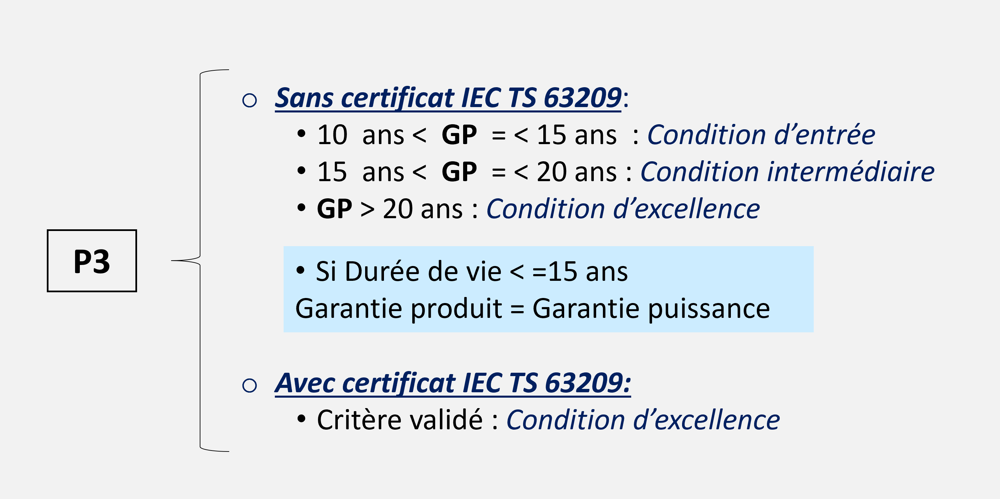 P3
o Sans certificat IEC TS 63209:
• 10 ans < GP = < 15 ans : Condition d’entrée
• 15 ans < GP = < 20 ans : Condition intermédiaire
• GP > 20 ans : Condition d’excellence
• Si Durée de vie < =15 ans
Garantie produit = Garantie puissance
o Avec certificat IEC TS 63209:
• Critère validé : Condition d’excellence